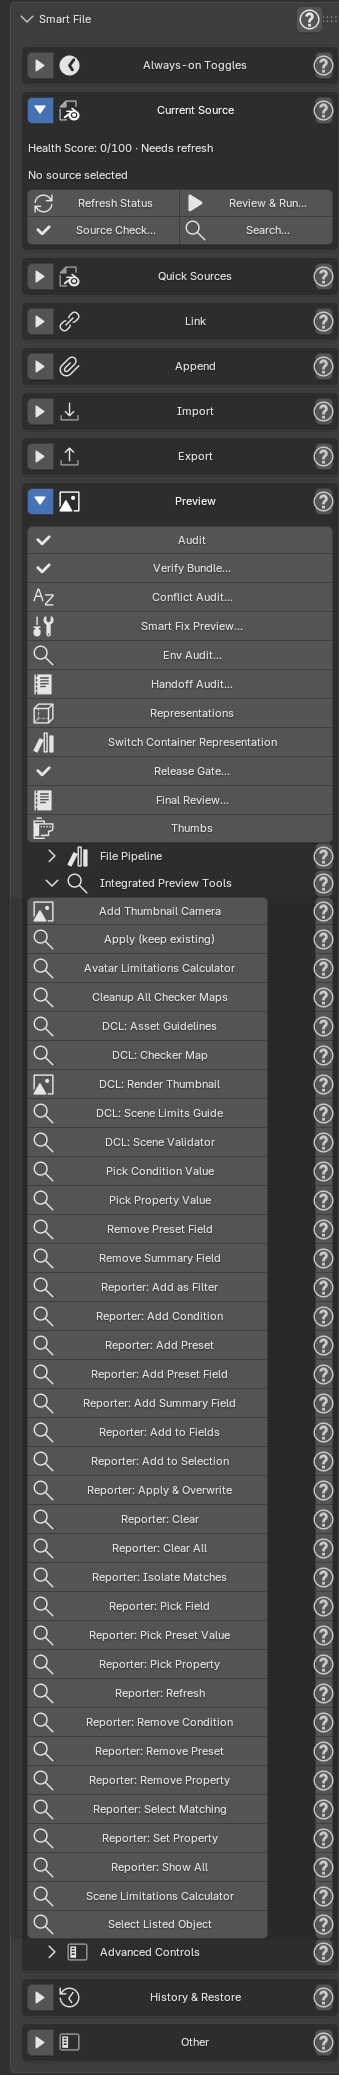 Smart File
Always-on Toggles
Current Source
Health Score: 0/100 · Needs refresh
No source selected
Refresh Status Review & Run...
Source Check... Search...
Quick Sources
Link
Append
Import
Export
Preview
Audit
Verify Bundle...
Conflict Audit...
Smart Fix Preview...
Env Audit...
Handoff Audit...
Representations
Switch Container Representation
Release Gate...
Final Review...
Thumbs
File Pipeline
Integrated Preview Tools
Add Thumbnail Camera
Apply (keep existing)
Avatar Limitations Calculator
Cleanup All Checker Maps
DCL: Asset Guidelines
DCL: Checker Map
DCL: Render Thumbnail
DCL: Scene Limits Guide
DCL: Scene Validator
Pick Condition Value
Pick Property Value
Remove Preset Field
Remove Summary Field
Reporter: Add as Filter
Reporter: Add Condition
Reporter: Add Preset
Reporter: Add Preset Field
Reporter: Add Summary Field
Reporter: Add to Fields
Reporter: Add to Selection
Reporter: Apply & Overwrite
Reporter: Clear
Reporter: Clear All
Reporter: Isolate Matches
Reporter: Pick Field
Reporter: Pick Preset Value
Reporter: Pick Property
Reporter: Refresh
Reporter: Remove Condition
Reporter: Remove Preset
Reporter: Remove Property
Reporter: Select Matching
Reporter: Set Property
Reporter: Show All
Scene Limitations Calculator
Select Listed Object
Advanced Controls
History & Restore
Other